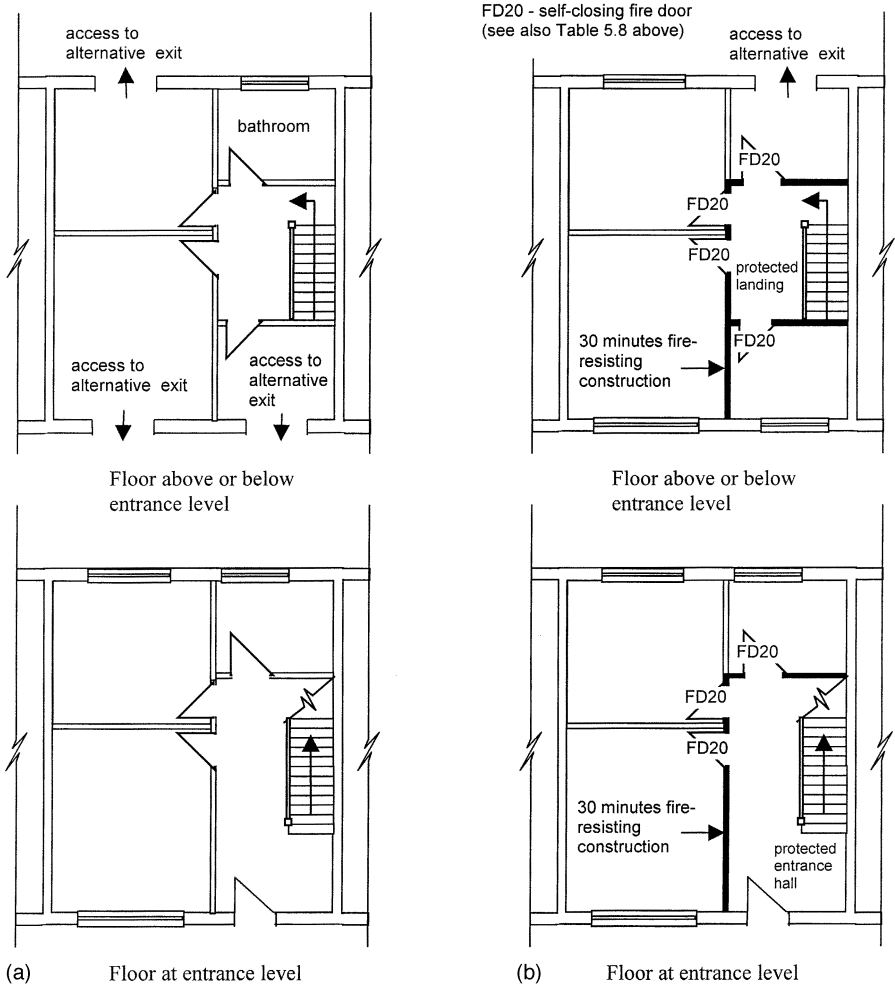 FD20 - self-closing fire door
(see also Table 5.8 above)
access to
alternative exit
bathroom
access to
alternative exit
access to
alternative
exit
Floor above or below
entrance level
access to
alternative exit
FD20
FD20
FD20
protected
landing
FD20
30 minutes fire-
resisting
construction
Floor above or below
entrance level
(a)
Floor at entrance level
FD20
FD20
FD20
30 minutes fire-
resisting
construction
protected
entrance
hall
(b)
Floor at entrance level